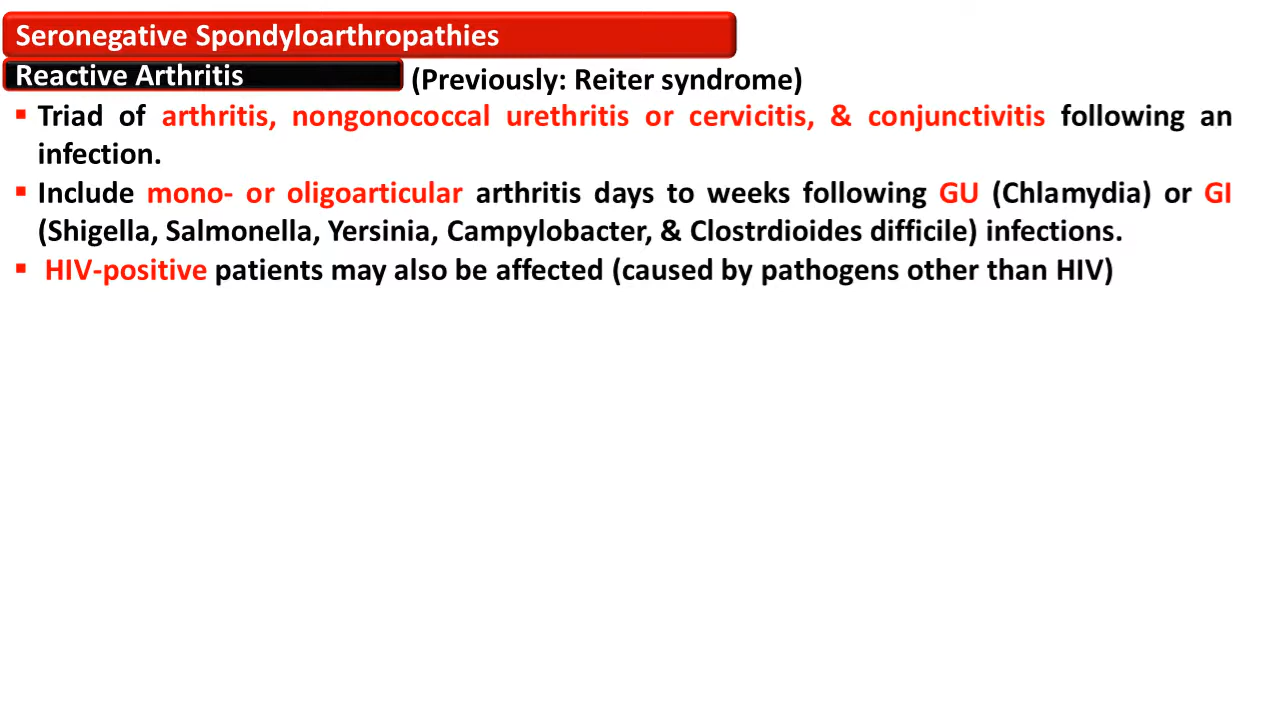 Seronegative Spondyloarthropathies
Reactive Arthritis (Previously: Reiter syndrome)
▪ Triad of arthritis, nongonococcal urethritis or cervicitis, & conjunctivitis following an
infection.
▪ Include mono- or oligoarticular arthritis days to weeks following GU (Chlamydia) or GI
(Shigella, Salmonella, Yersinia, Campylobacter, & Clostrdioides difficile) infections.
▪ HIV-positive patients may also be affected (caused by pathogens other than HIV)